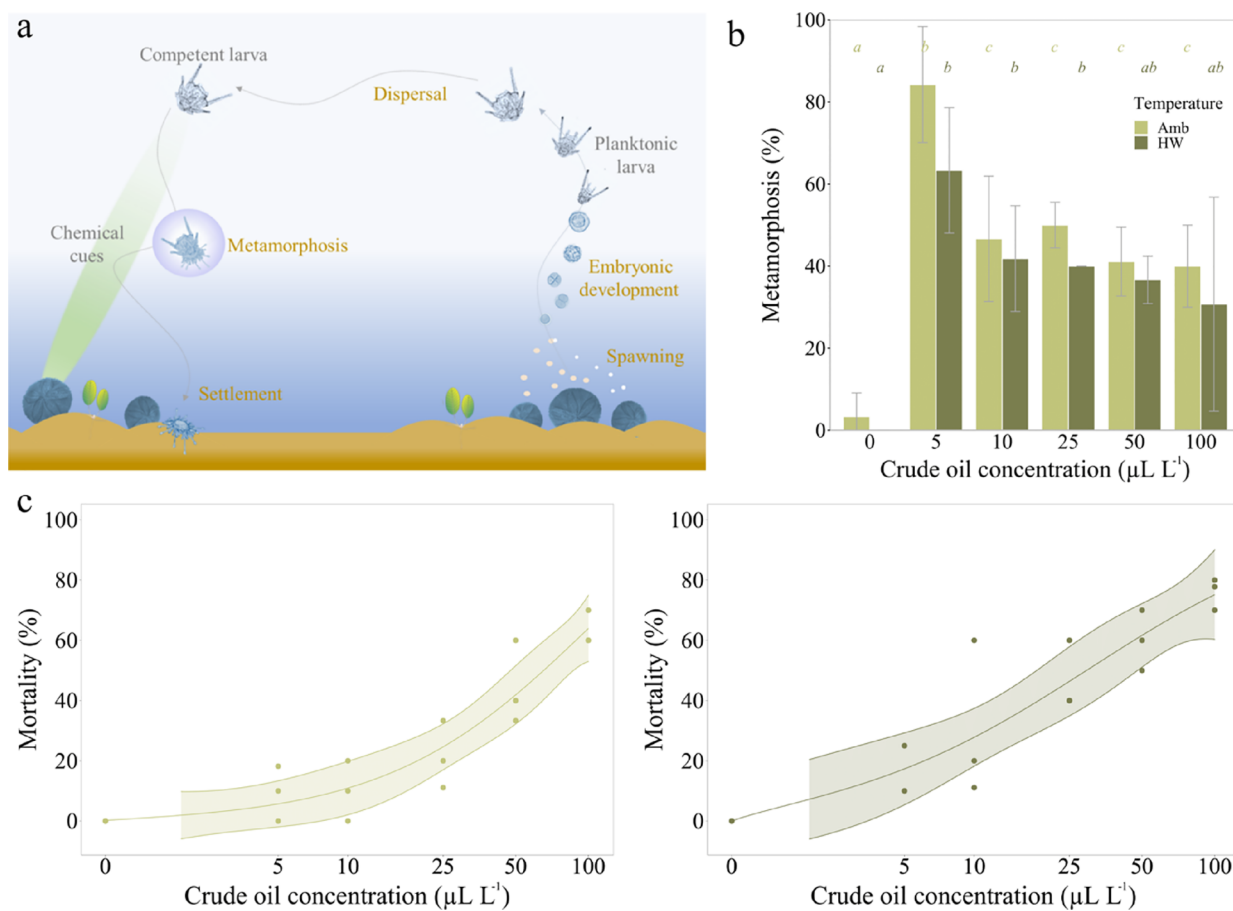 a
Competent larva
Dispersal
Planktonic
larva
Chemical
cues
Metamorphosis
Embryonic
development
Spawning
Settlement
b
Metamorphosis (%)
100
80
60
40
20
0
a b c c c c
a b b b ab ab
Temperature
Amb
HW
0 5 10 25 50 100
Crude oil concentration (µL L⁻¹)
c
Mortality (%)
100
80
60
40
20
0
0 5 10 25 50 100
Crude oil concentration (µL L⁻¹)
Mortality (%)
100
80
60
40
20
0
0 5 10 25 50 100
Crude oil concentration (µL L⁻¹)